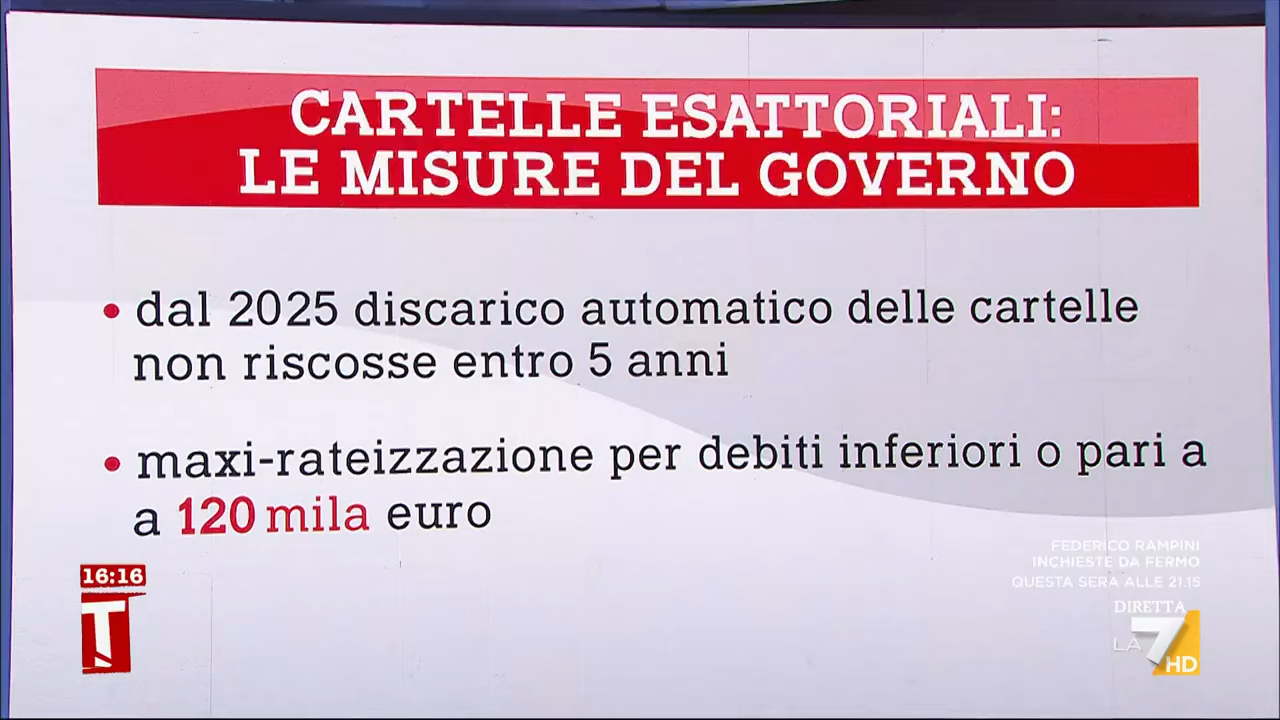 CARTELLE ESATTORIALI:
LE MISURE DEL GOVERNO
• dal 2025 discarico automatico delle cartelle
non riscosse entro 5 anni
• maxi-rateizzazione per debiti inferiori o pari a
a 120 mila euro
16:16
T
FEDERICO RAMPINI
INCHIESTE DA FERMO
QUESTA SERA ALLE 21.15
DIRETTA
LA 7 HD